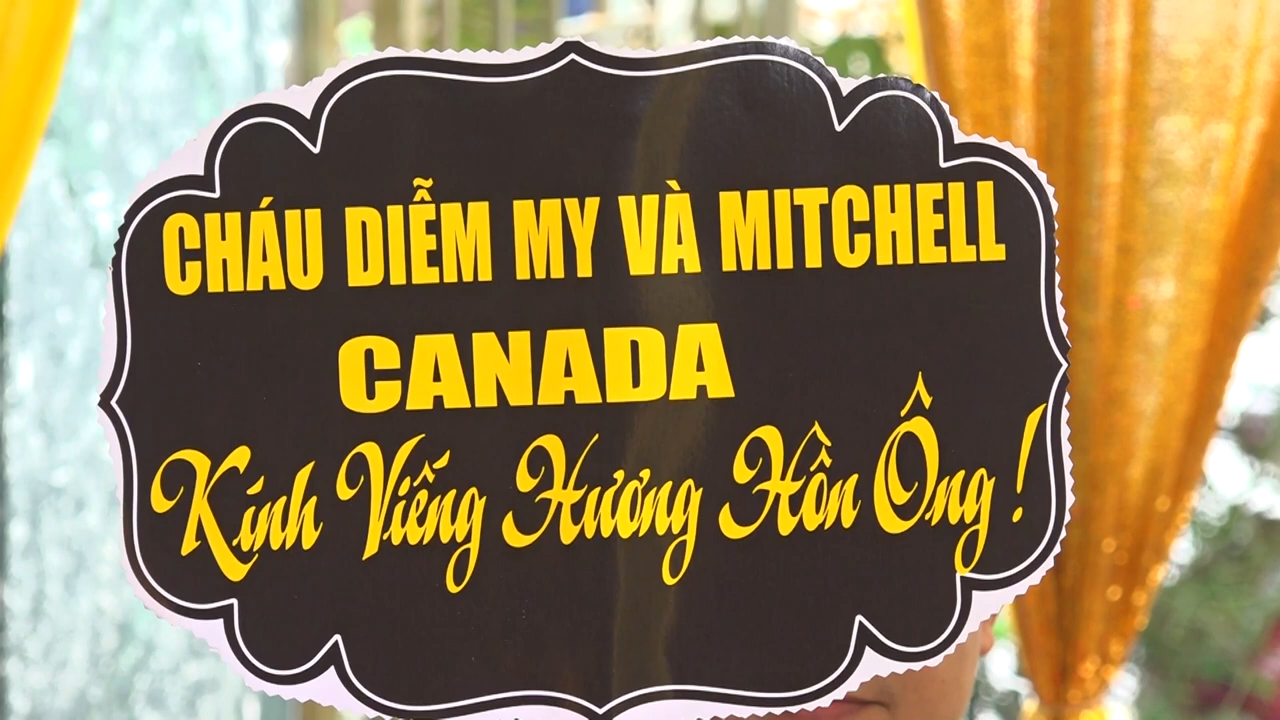 CHÁU DIỄM MY VÀ MITCHELL
CANADA
Kính Viếng Hương Hồn Ông !